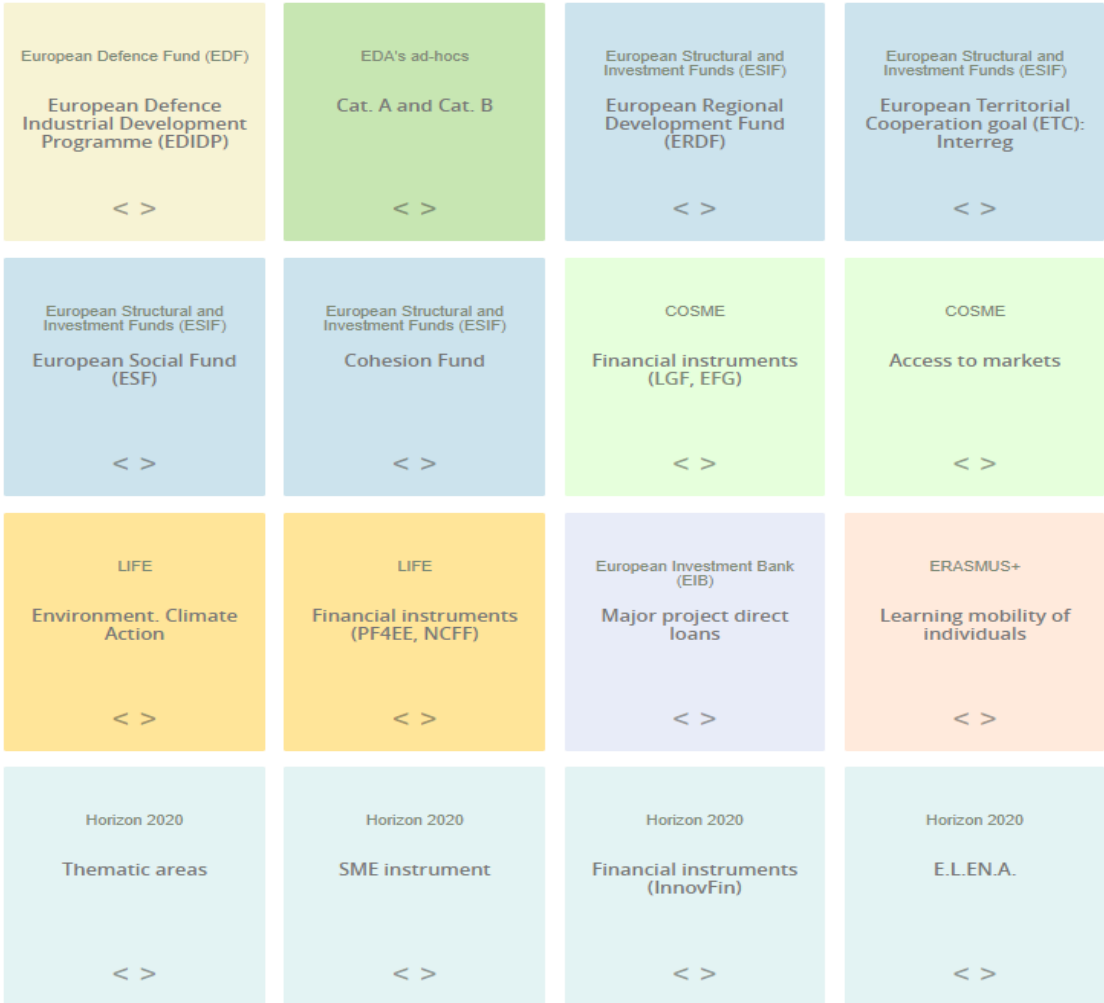 European Defence Fund (EDF)
European Defence
Industrial Development
Programme (EDIDP)
< >
EDA's ad-hocs
Cat. A and Cat. B
< >
European Structural and
Investment Funds (ESIF)
European Regional
Development Fund
(ERDF)
< >
European Structural and
Investment Funds (ESIF)
European Territorial
Cooperation goal (ETC):
Interreg
< >
European Structural and
Investment Funds (ESIF)
European Social Fund
(ESF)
< >
European Structural and
Investment Funds (ESIF)
Cohesion Fund
< >
COSME
Financial instruments
(LGF, EFG)
< >
COSME
Access to markets
< >
LIFE
Environment. Climate
Action
< >
LIFE
Financial instruments
(PF4EE, NCFF)
< >
European Investment Bank
(EIB)
Major project direct
loans
< >
ERASMUS+
Learning mobility of
individuals
< >
Horizon 2020
Thematic areas
< >
Horizon 2020
SME instrument
< >
Horizon 2020
Financial instruments
(InnovFin)
< >
Horizon 2020
E.L.EN.A.
< >